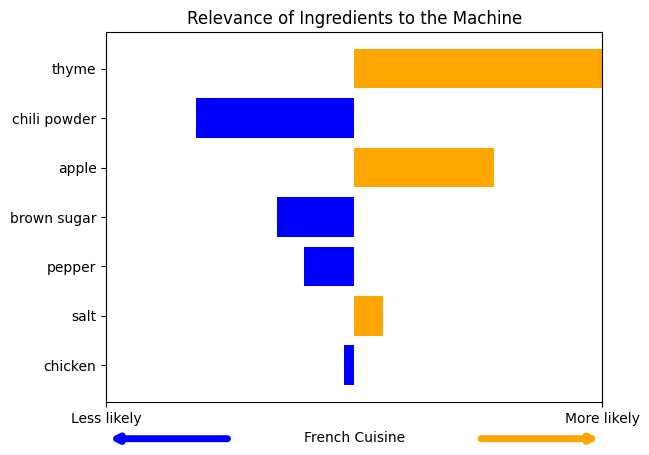 Relevance of Ingredients to the Machine
thyme
chili powder
apple
brown sugar
pepper
salt
chicken
Less likely
More likely
French Cuisine